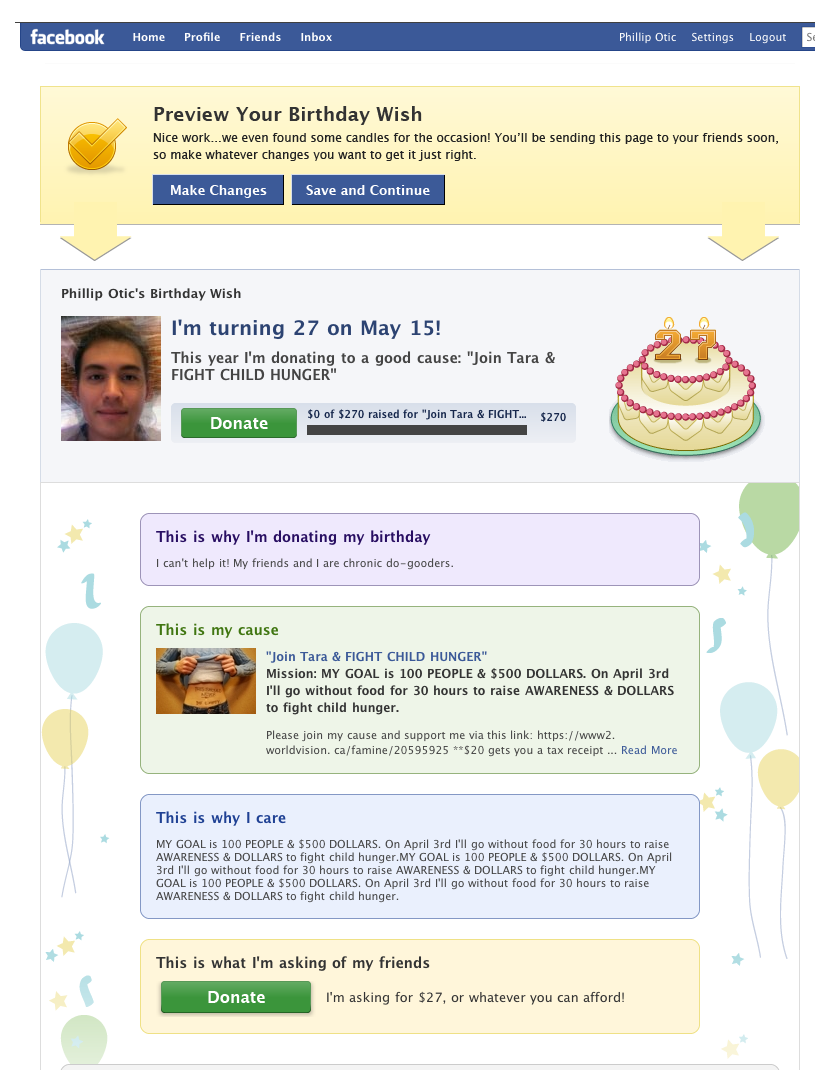 facebook Home Profile Friends Inbox Phillip Otic Settings Logout
Preview Your Birthday Wish
Nice work...we even found some candles for the occasion! You'll be sending this page to your friends soon,
so make whatever changes you want to get it just right.
Make Changes Save and Continue
Phillip Otic's Birthday Wish
I'm turning 27 on May 15!
This year I'm donating to a good cause: "Join Tara &
FIGHT CHILD HUNGER"
Donate $0 of $270 raised for "Join Tara & FIGHT... $270
27
This is why I'm donating my birthday
I can't help it! My friends and I are chronic do-gooders.
This is my cause
"Join Tara & FIGHT CHILD HUNGER"
Mission: MY GOAL is 100 PEOPLE & $500 DOLLARS. On April 3rd
I'll go without food for 30 hours to raise AWARENESS & DOLLARS
to fight child hunger.
Please join my cause and support me via this link: https://www2.
worldvision. ca/famine/20595925 **$20 gets you a tax receipt ... Read More
This is why I care
MY GOAL is 100 PEOPLE & $500 DOLLARS. On April 3rd I'll go without food for 30 hours to raise
AWARENESS & DOLLARS to fight child hunger.MY GOAL is 100 PEOPLE & $500 DOLLARS. On April
3rd I'll go without food for 30 hours to raise AWARENESS & DOLLARS to fight child hunger.MY
GOAL is 100 PEOPLE & $500 DOLLARS. On April 3rd I'll go without food for 30 hours to raise
AWARENESS & DOLLARS to fight child hunger.
This is what I'm asking of my friends
Donate I'm asking for $27, or whatever you can afford!